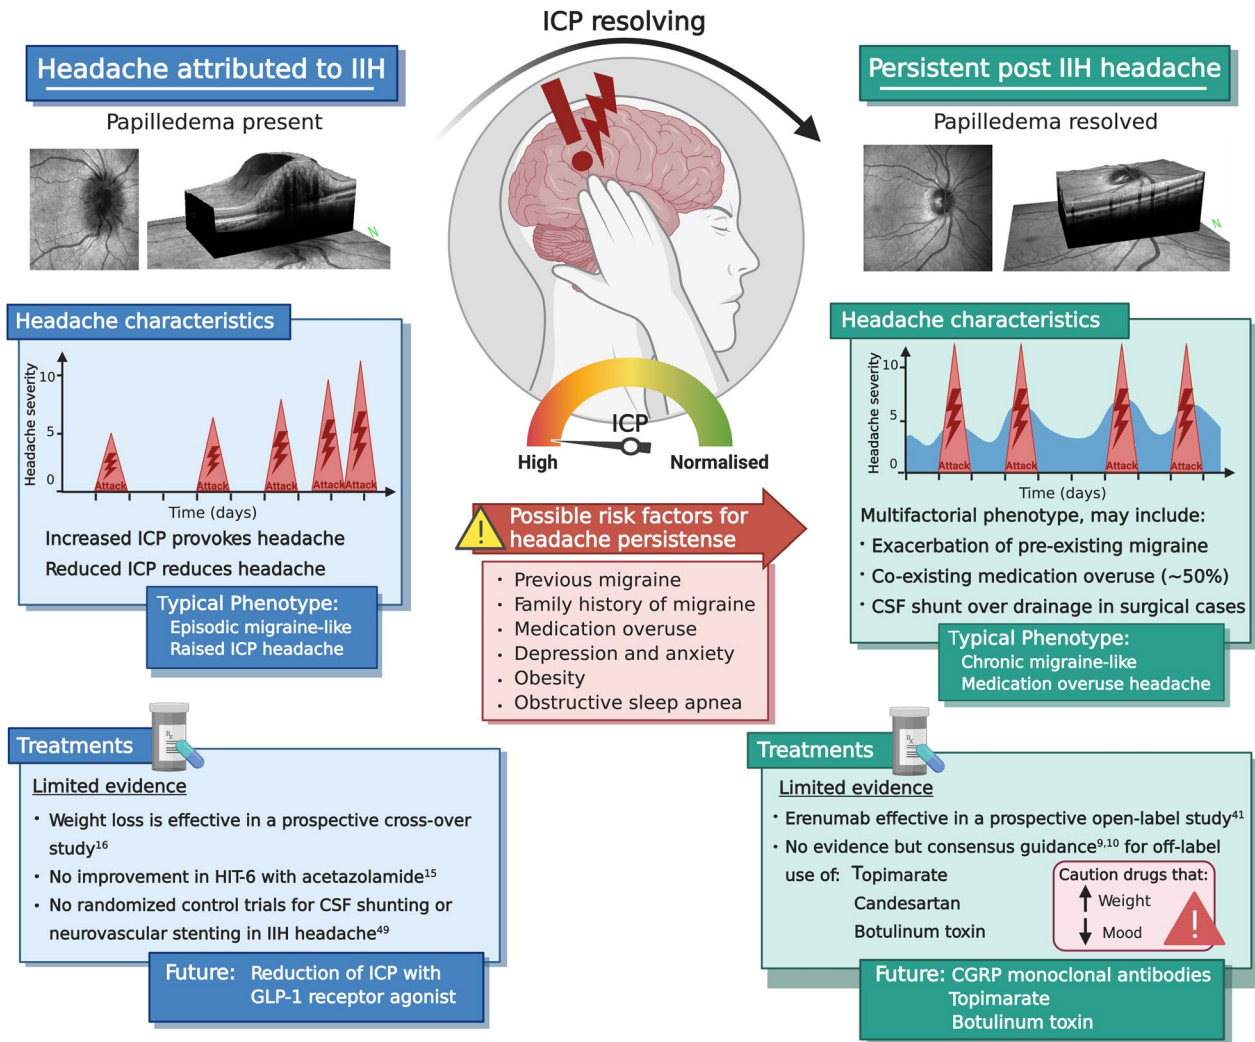 ICP resolving
Headache attributed to IIH
Papilledema present
N
Headache characteristics
Headache severity
10
5
0
Attack
Attack
Attack
Attack
Attack
Time (days)
Increased ICP provokes headache
Reduced ICP reduces headache
Typical Phenotype:
Episodic migraine-like
Raised ICP headache
Treatments
Rx
Limited evidence
• Weight loss is effective in a prospective cross-over
study16
• No improvement in HIT-6 with acetazolamide15
• No randomized control trials for CSF shunting or
neurovascular stenting in IIH headache49
Future: Reduction of ICP with
GLP-1 receptor agonist
ICP
High
Normalised
!
Possible risk factors for
headache persistense
• Previous migraine
• Family history of migraine
• Medication overuse
• Depression and anxiety
• Obesity
• Obstructive sleep apnea
Persistent post IIH headache
Papilledema resolved
N
Headache characteristics
Headache severity
10
5
0
Attack
Attack
Attack
Attack
Time (days)
Multifactorial phenotype, may include:
• Exacerbation of pre-existing migraine
• Co-existing medication overuse (~50%)
• CSF shunt over drainage in surgical cases
Typical Phenotype:
Chronic migraine-like
Medication overuse headache
Treatments
Rx
Limited evidence
• Erenumab effective in a prospective open-label study41
• No evidence but consensus guidance9,10 for off-label
use of: Topimarate
Candesartan
Botulinum toxin
Caution drugs that:
↑ Weight
↓ Mood
!
Future: CGRP monoclonal antibodies
Topimarate
Botulinum toxin